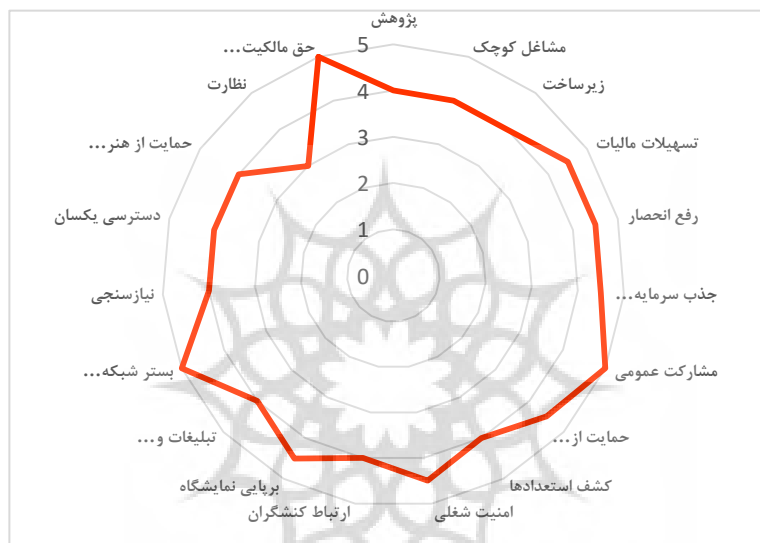 پژوهش
مشاغل کوچک
زیرساخت
تسهیلات مالیات
رفع انحصار
جذب سرمایه...
مشارکت عمومی
حمایت از...
کشف استعدادها
امنیت شغلی
ارتباط کنشگران
برپایی نمایشگاه
تبلیغات و...
بستر شبکه...
نیازسنجی
دسترسی یکسان
حمایت از هنر...
نظارت
حق مالکیت...
5
4
3
2
1
0